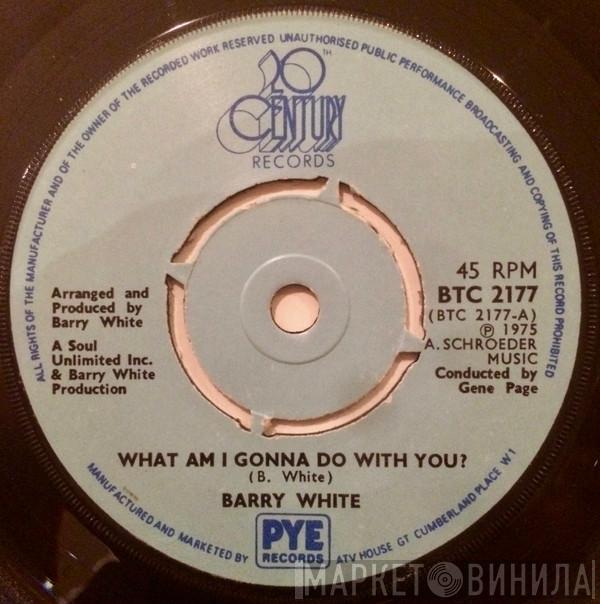 ALL RIGHTS OF THE MANUFACTURER AND OF THE OWNER OF THE RECORDED WORK RESERVED UNAUTHORISED PUBLIC PERFORMANCE BROADCASTING AND COPYING OF THIS RECORD PROHIBITED
20TH
CENTURY
RECORDS
Arranged and
Produced by
Barry White
A Soul
Unlimited Inc.
& Barry White
Production
45 RPM
BTC 2177
(BTC 2177-A)
Ⓟ 1975
A. SCHROEDER
MUSIC
Conducted by
Gene Page
WHAT AM I GONNA DO WITH YOU?
(B. White)
BARRY WHITE
MANUFACTURED AND MARKETED BY PYE RECORDS ATV HOUSE GT CUMBERLAND PLACE W1
МАРКЕТ ВИНИЛА